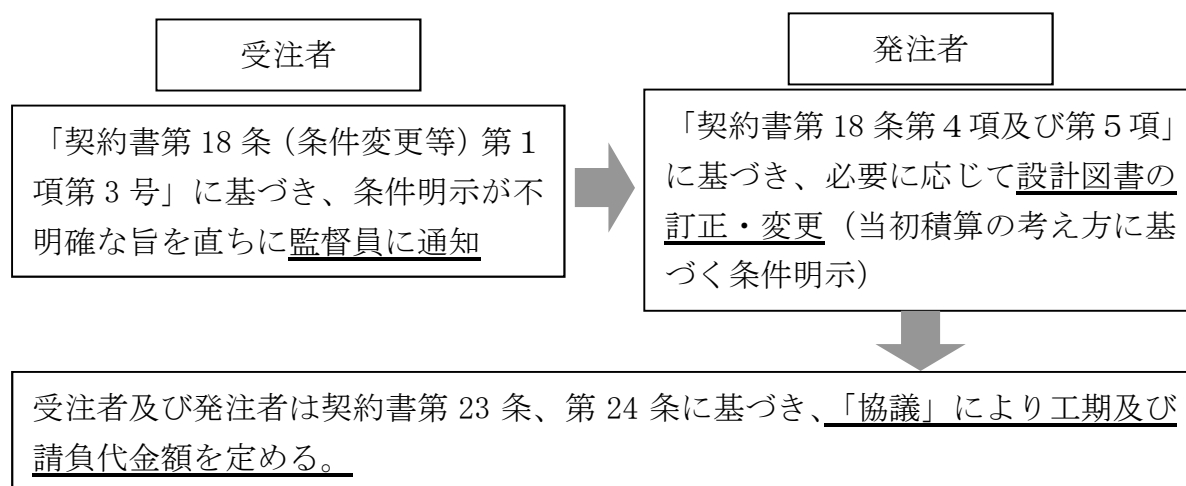 受注者
「契約書第 18 条（条件変更等）第１
項第 3 号」に基づき、条件明示が不
明確な旨を直ちに監督員に通知
発注者
「契約書第 18 条第４項及び第５項」
に基づき、必要に応じて設計図書の
訂正・変更（当初積算の考え方に基
づく条件明示）
受注者及び発注者は契約書第 23 条、第 24 条に基づき、「協議」により工期及び
請負代金額を定める。